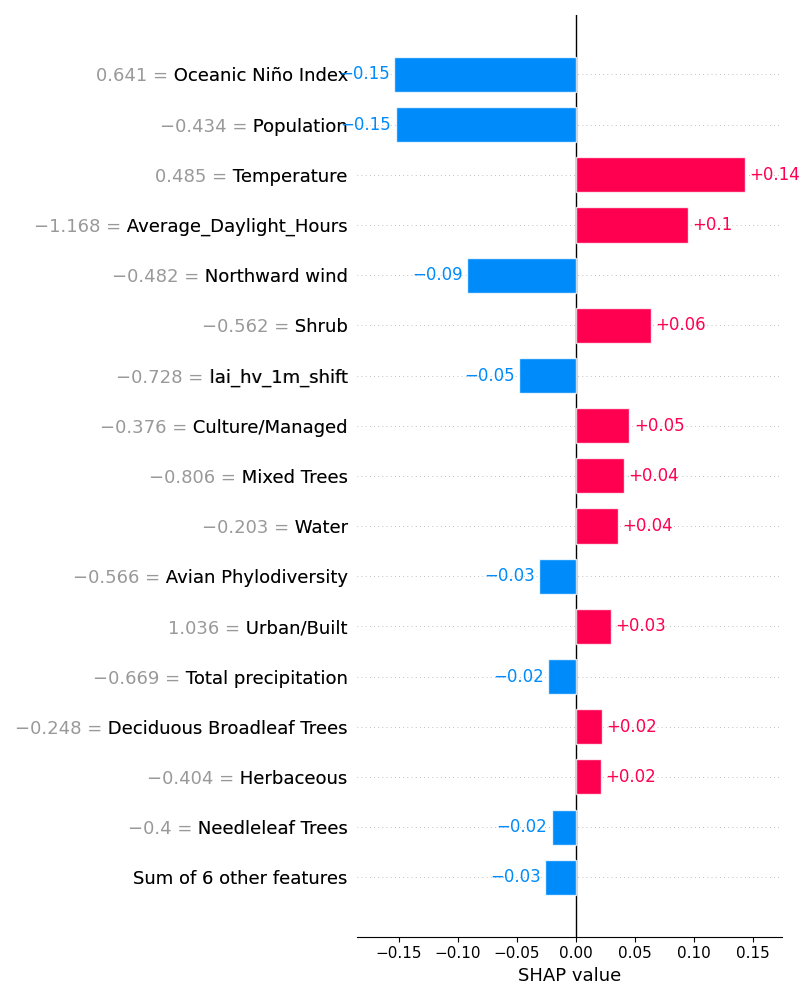 0.641 = Oceanic Niño Index −0.15
−0.434 = Population −0.15
0.485 = Temperature +0.14
−1.168 = Average_Daylight_Hours +0.1
−0.482 = Northward wind −0.09
−0.562 = Shrub +0.06
−0.728 = lai_hv_1m_shift −0.05
−0.376 = Culture/Managed +0.05
−0.806 = Mixed Trees +0.04
−0.203 = Water +0.04
−0.566 = Avian Phylodiversity −0.03
1.036 = Urban/Built +0.03
−0.669 = Total precipitation −0.02
−0.248 = Deciduous Broadleaf Trees +0.02
−0.404 = Herbaceous +0.02
−0.4 = Needleleaf Trees −0.02
Sum of 6 other features −0.03
−0.15 −0.10 −0.05 0.00 0.05 0.10 0.15
SHAP value